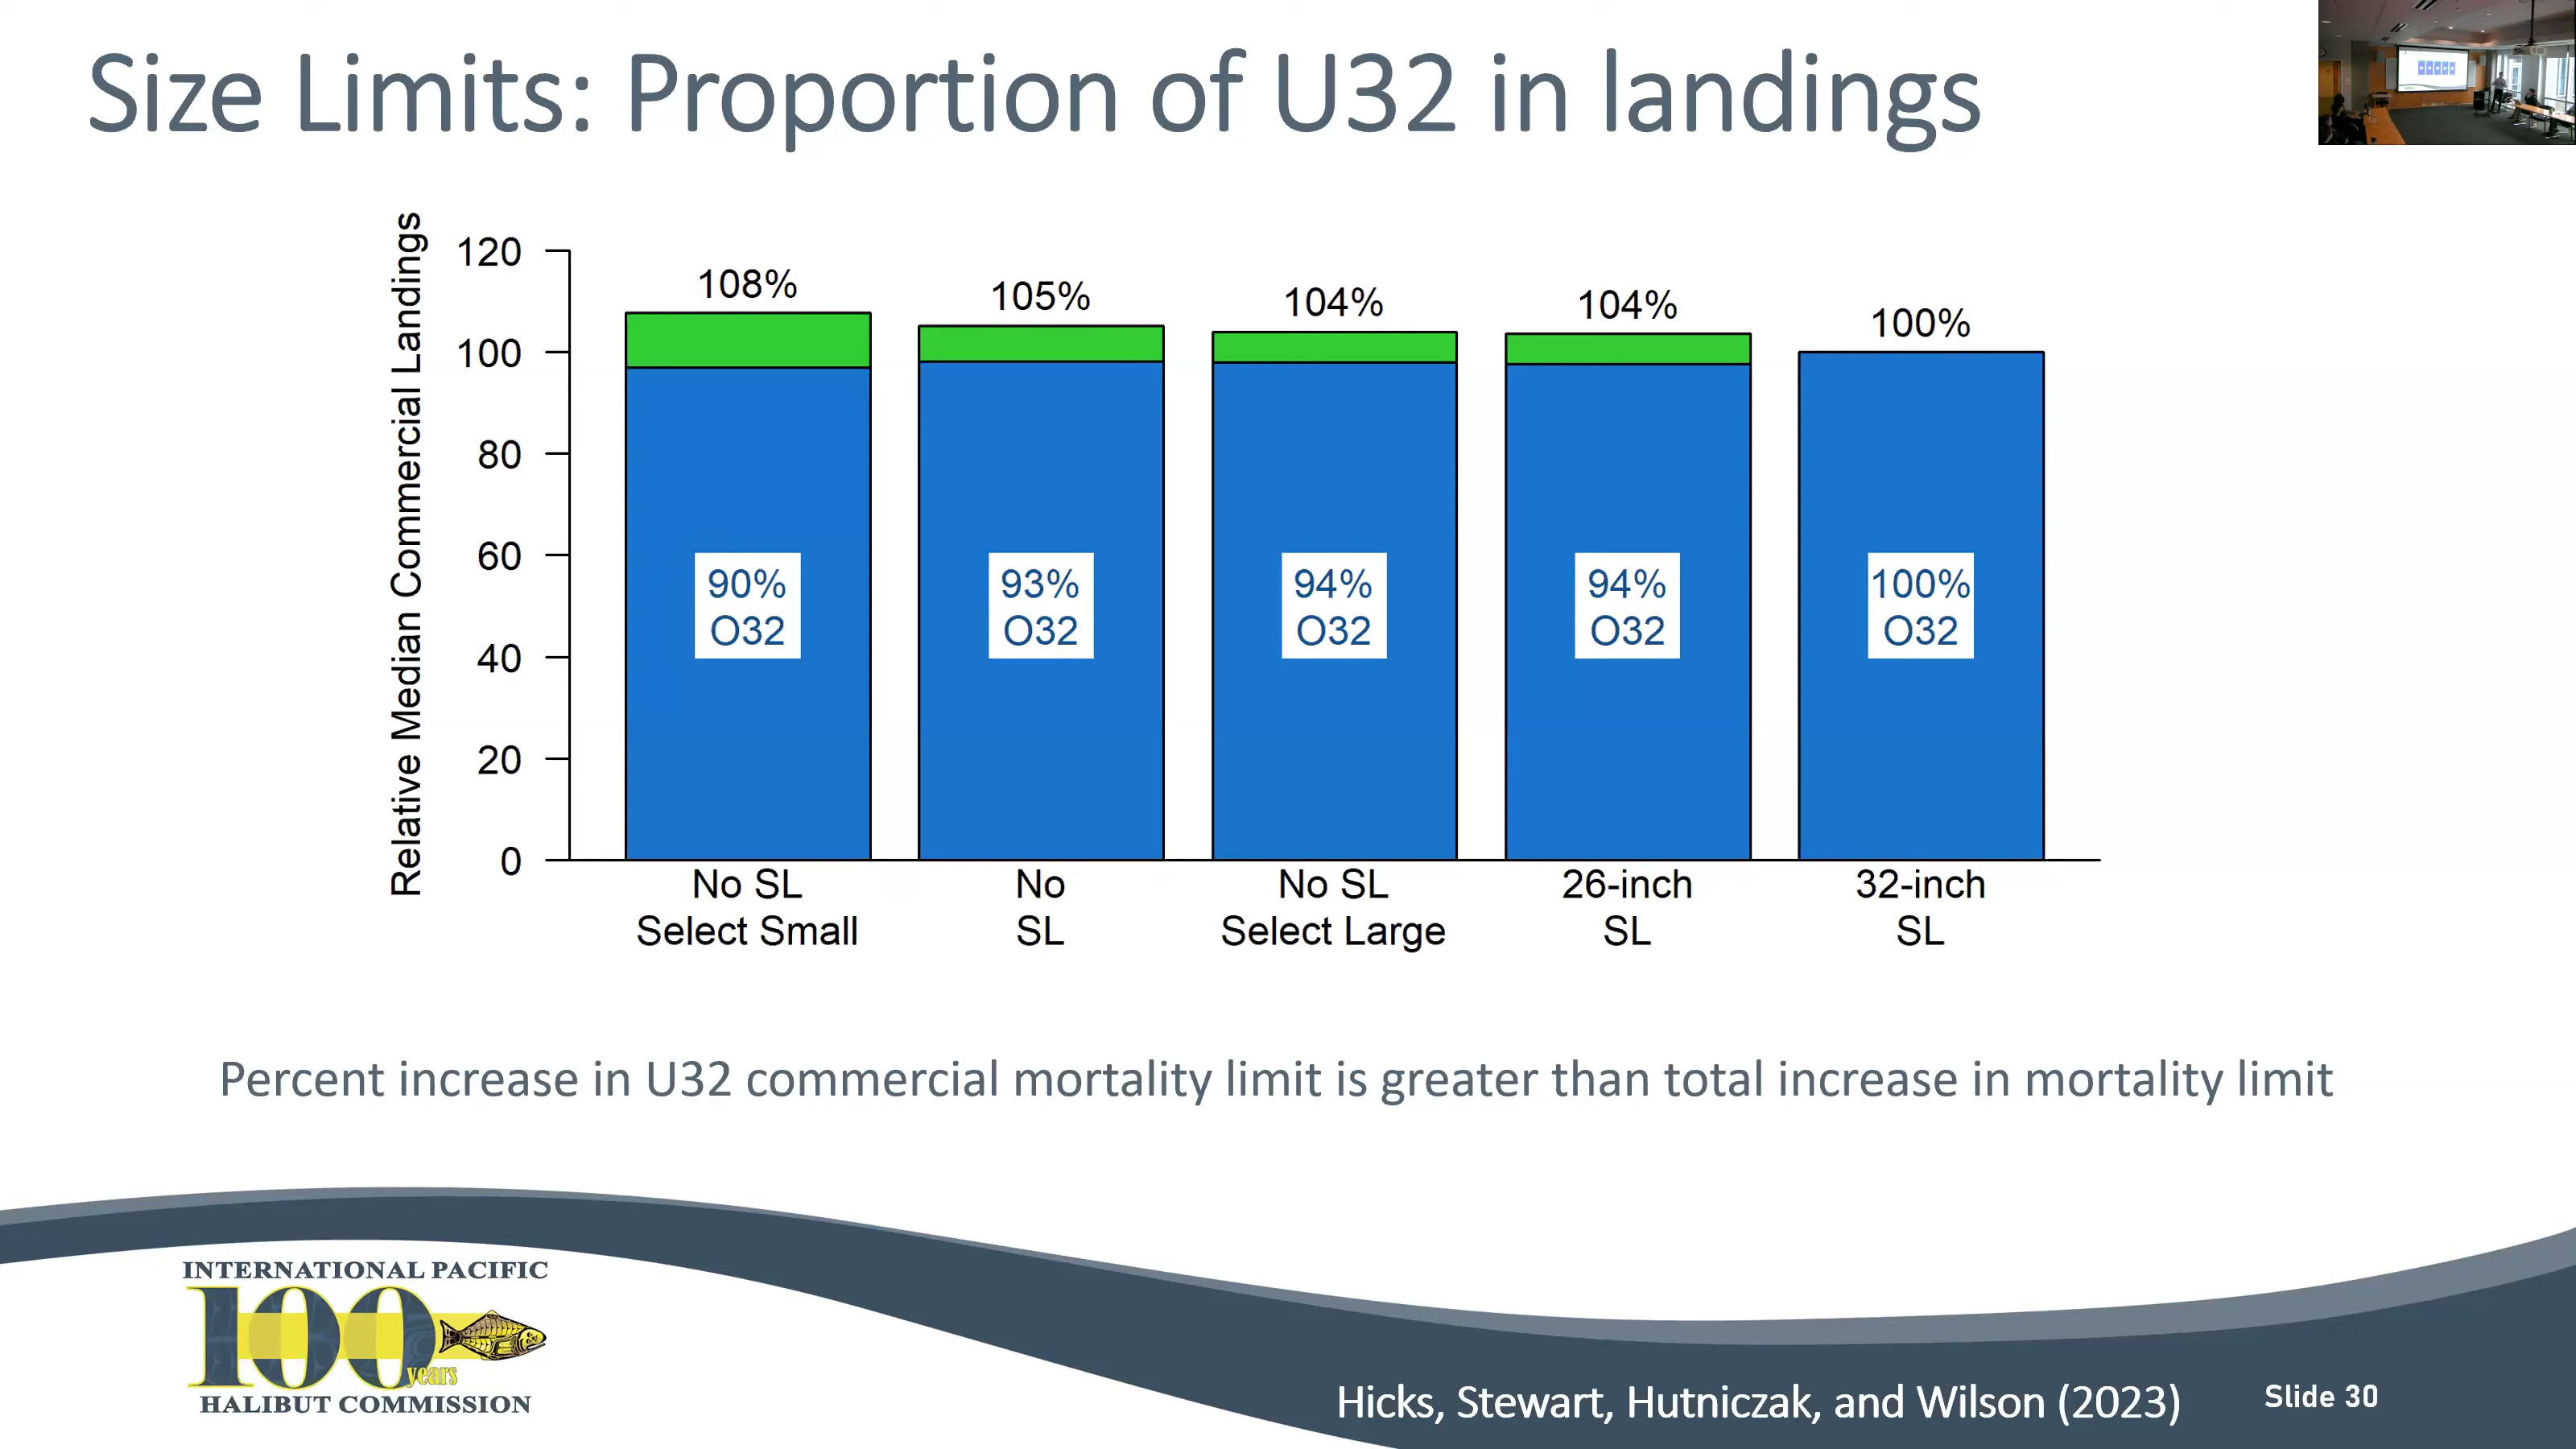 Size Limits: Proportion of U32 in landings
Relative Median Commercial Landings
120
100
80
60
40
20
0
108%
105%
104%
104%
100%
90%
O32
93%
O32
94%
O32
94%
O32
100%
O32
No SL
Select Small
No
SL
No SL
Select Large
26-inch
SL
32-inch
SL
Percent increase in U32 commercial mortality limit is greater than total increase in mortality limit
INTERNATIONAL PACIFIC
100
years
HALIBUT COMMISSION
Hicks, Stewart, Hutniczak, and Wilson (2023)
Slide 30